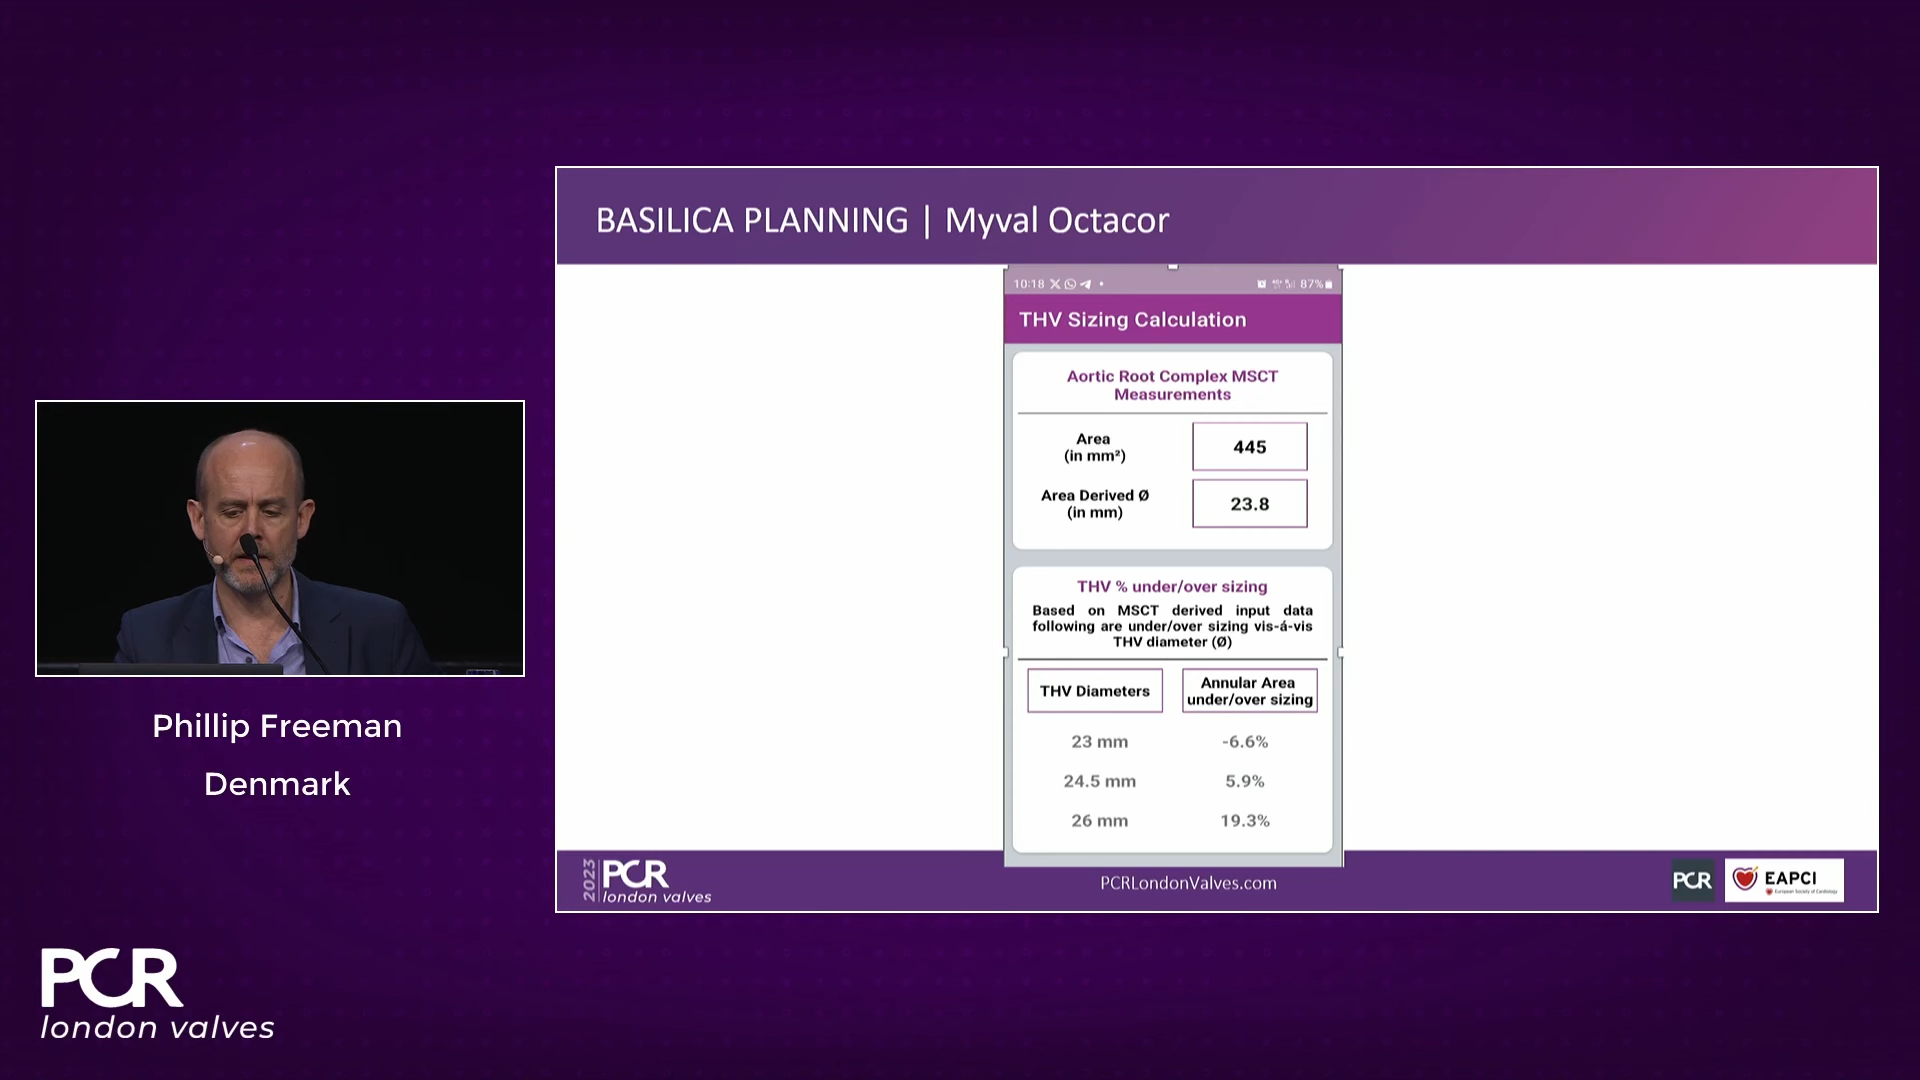 BASILICA PLANNING | Myval Octacor
10:18
87%
THV Sizing Calculation
Aortic Root Complex MSCT
Measurements
Area
(in mm²)
445
Area Derived Ø
(in mm)
23.8
THV % under/over sizing
Based on MSCT derived input data
following are under/over sizing vis-á-vis
THV diameter (Ø)
THV Diameters
Annular Area
under/over sizing
23 mm
-6.6%
24.5 mm
5.9%
26 mm
19.3%
2023
PCR
london valves
PCRLondonValves.com
PCR
EAPCI
European Society of Cardiology
Phillip Freeman
Denmark
PCR
london valves